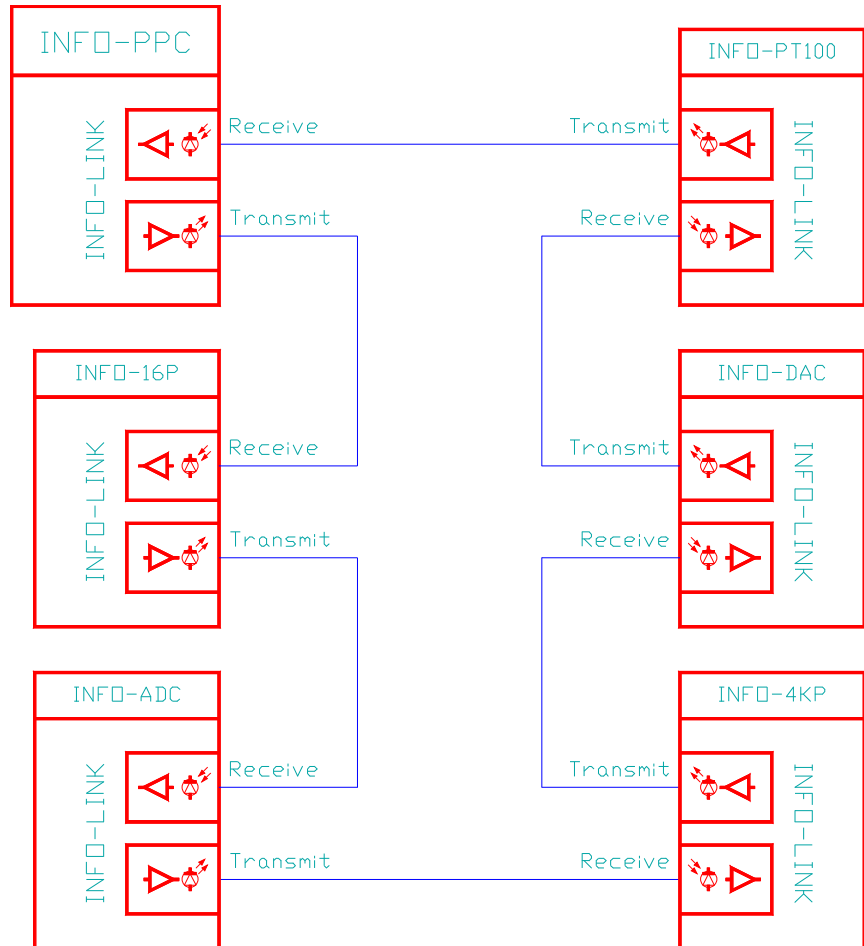 INFO-PPC
INFO-LINK
Receive
Transmit
INFO-PT100
Transmit
Receive
INFO-LINK
INFO-16P
INFO-LINK
Receive
Transmit
INFO-DAC
Transmit
Receive
INFO-LINK
INFO-ADC
INFO-LINK
Receive
Transmit
INFO-4KP
Transmit
Receive
INFO-LINK